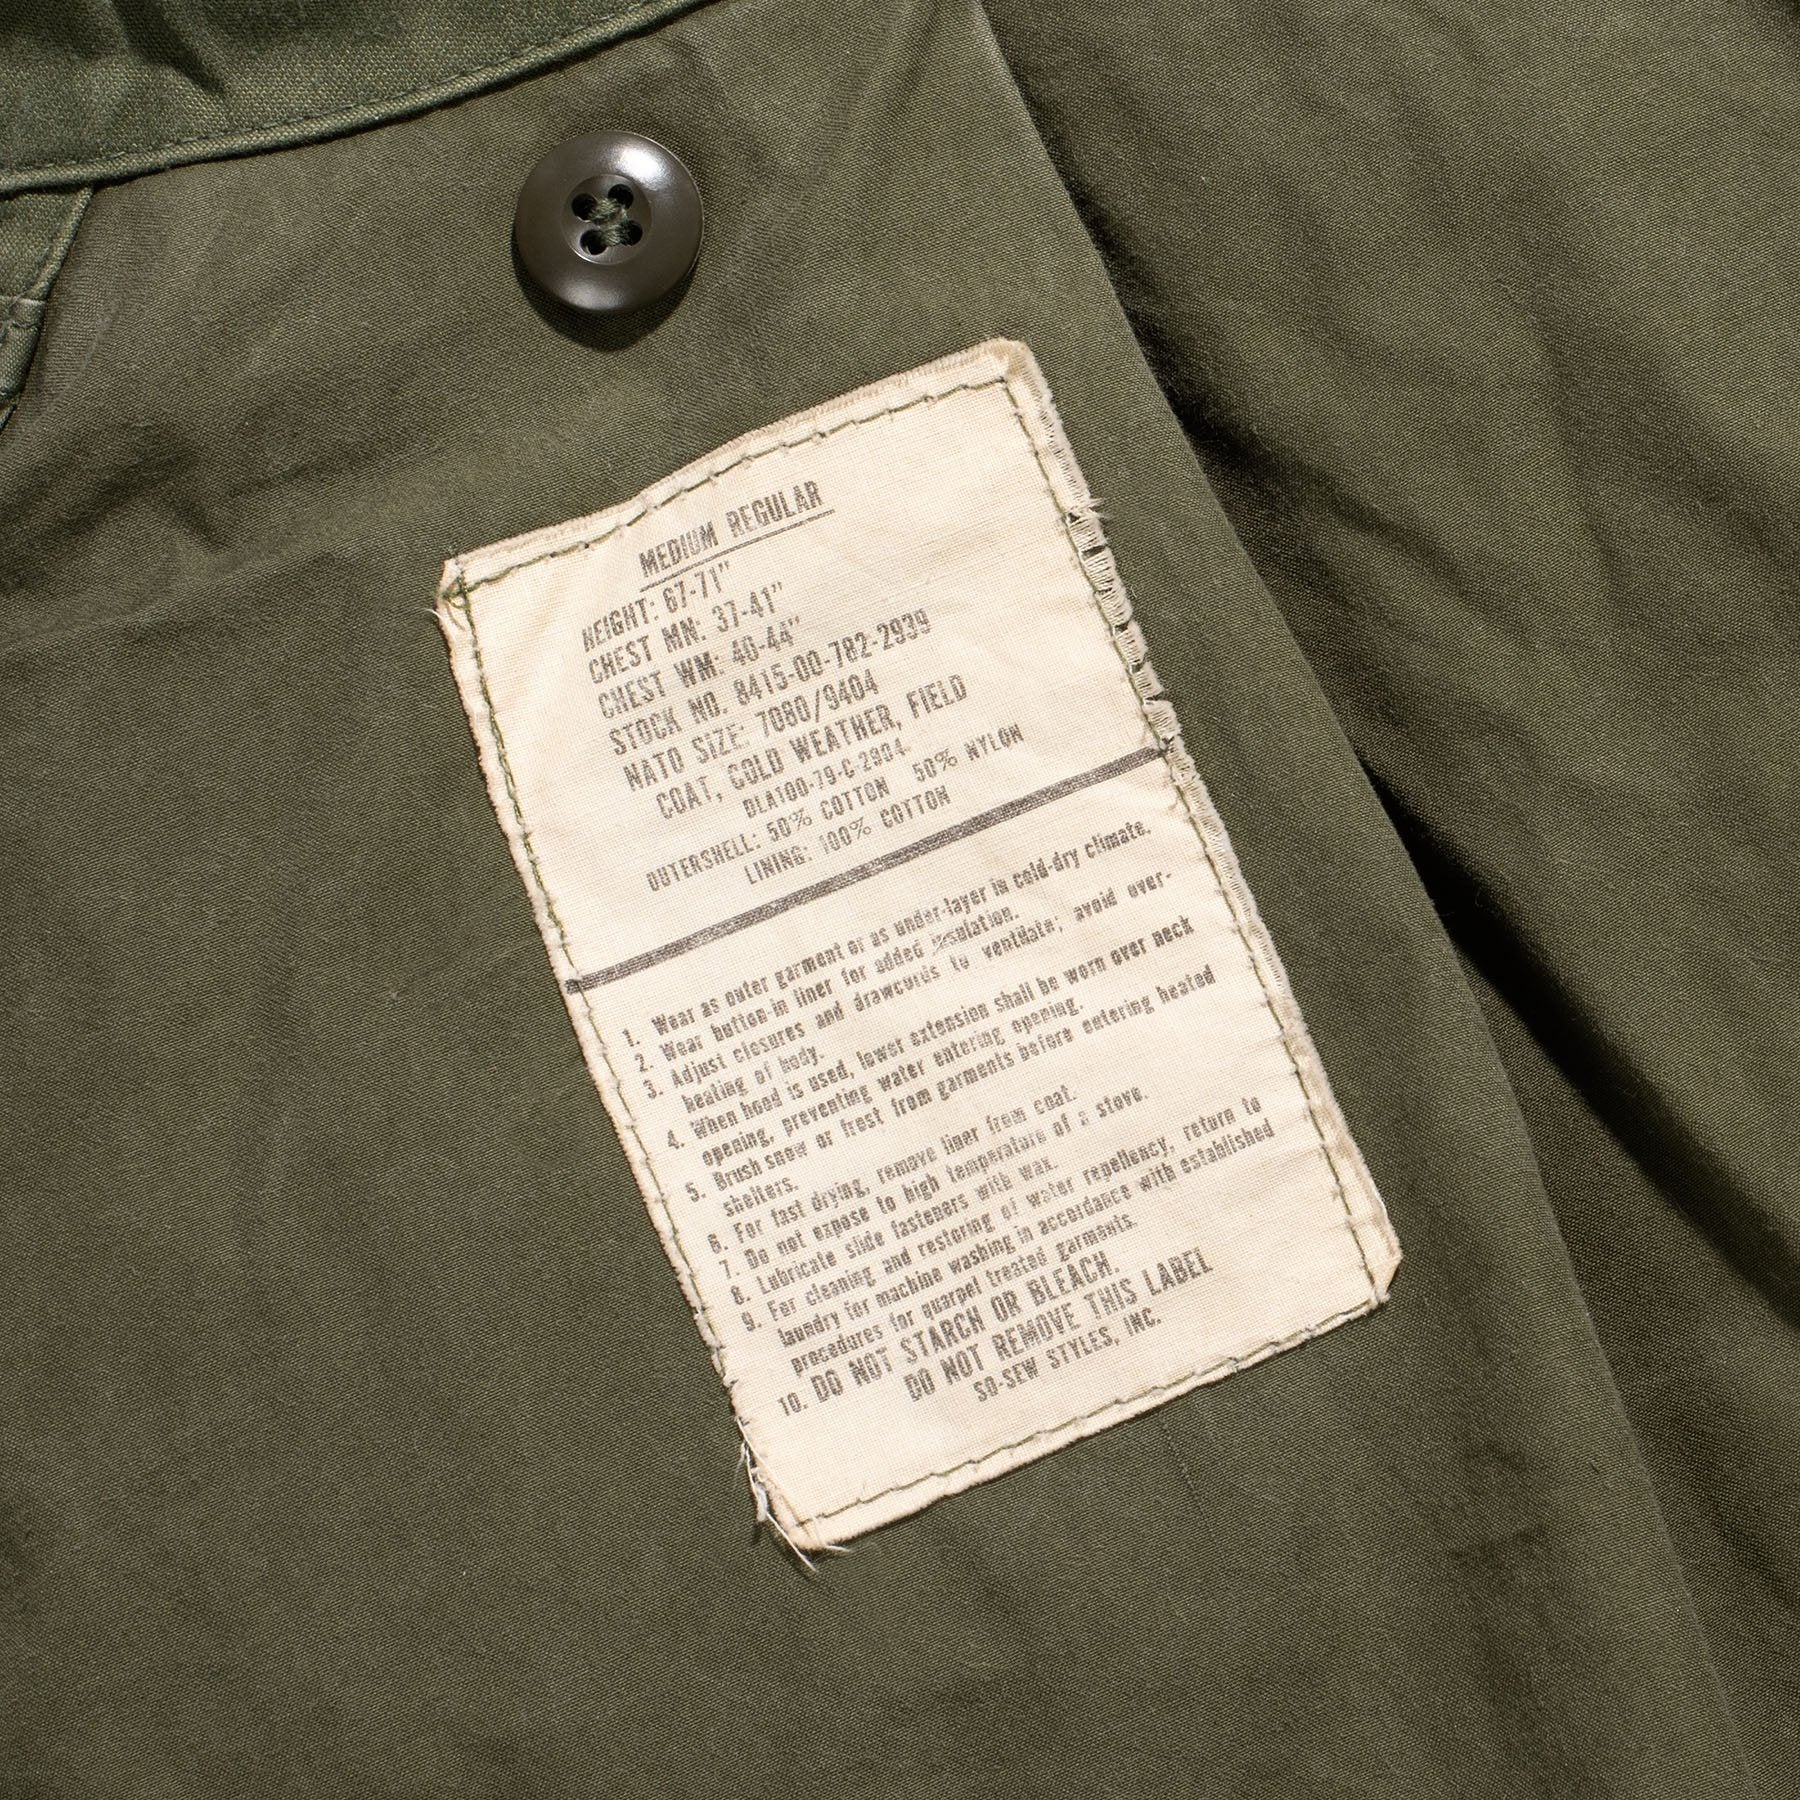 MEDIUM REGULAR
HEIGHT: 67-71"
CHEST MN: 37-41"
CHEST WM: 40-44"
STOCK NO. 8415-00-782-2939
NATO SIZE: 7080/9404
COAT, COLD WEATHER, FIELD
DLA100-79-C-2904
OUTERSHELL: 50% COTTON 50% NYLON
LINING: 100% COTTON
1. Wear as outer garment or as under-layer in cold-dry climate.
2. Wear button-in liner for added insulation.
3. Adjust closures and drawcords to ventilate; avoid over-
heating of body.
4. When hood is used, lower extension shall be worn over neck
opening, preventing water entering opening.
5. Brush snow or frost from garments before entering heated
shelters.
6. For fast drying, remove liner from coat.
7. Do not expose to high temperature of a stove.
8. Lubricate slide fasteners with wax.
9. For cleaning and restoring of water repellency, return to
laundry for machine washing in accordance with established
procedures for quarpel treated garments.
10. DO NOT STARCH OR BLEACH.
DO NOT REMOVE THIS LABEL
SO-SEW STYLES, INC.